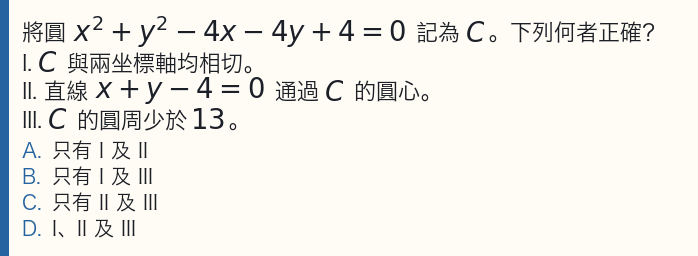 將圓 x² + y² − 4x − 4y + 4 = 0 記為 C。下列何者正確?
I. C 與兩坐標軸均相切。
II. 直線 x + y − 4 = 0 通過 C 的圓心。
III. C 的圓周少於 13。
A. 只有 I 及 II
B. 只有 I 及 III
C. 只有 II 及 III
D. I、II 及 III